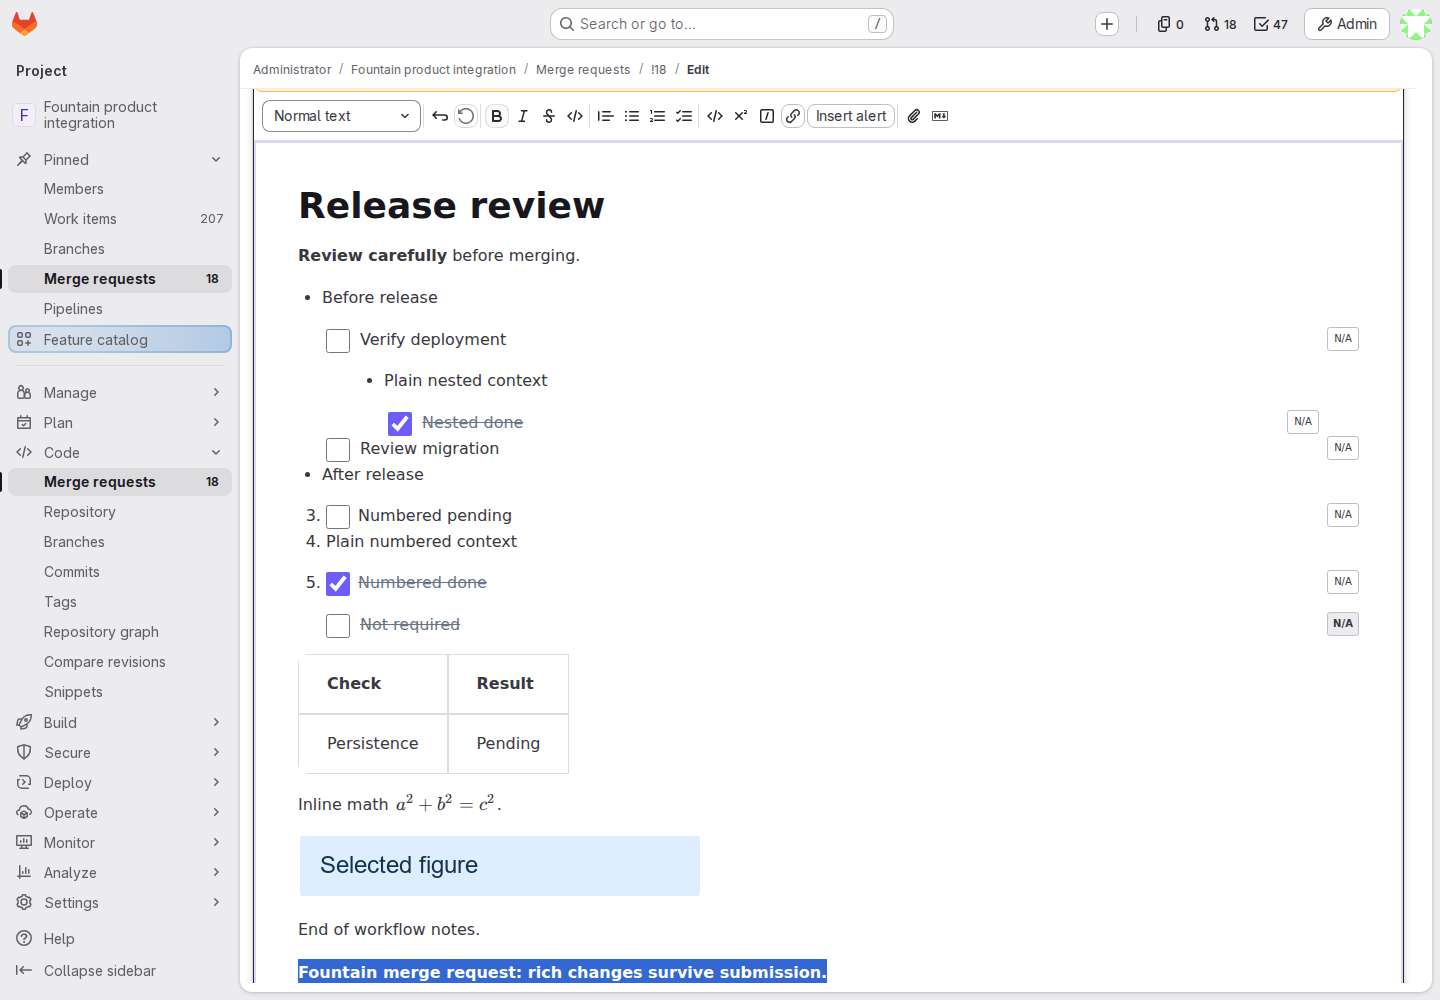 Search or go to...
/
0
18
47
Admin
Project
F
Fountain product integration
Pinned
Members
Work items
207
Branches
Merge requests
18
Pipelines
Feature catalog
Manage
Plan
Code
Merge requests
18
Repository
Branches
Commits
Tags
Repository graph
Compare revisions
Snippets
Build
Secure
Deploy
Operate
Monitor
Analyze
Settings
Help
Collapse sidebar
Administrator / Fountain product integration / Merge requests / !18 / Edit
Normal text
Insert alert
Release review
Review carefully before merging.
• Before release
Verify deployment
N/A
• Plain nested context
Nested done
N/A
Review migration
N/A
• After release
3. Numbered pending
N/A
4. Plain numbered context
5. Numbered done
N/A
Not required
N/A
Check Result
Persistence Pending
Inline math a² + b² = c².
Selected figure
End of workflow notes.
Fountain merge request: rich changes survive submission.